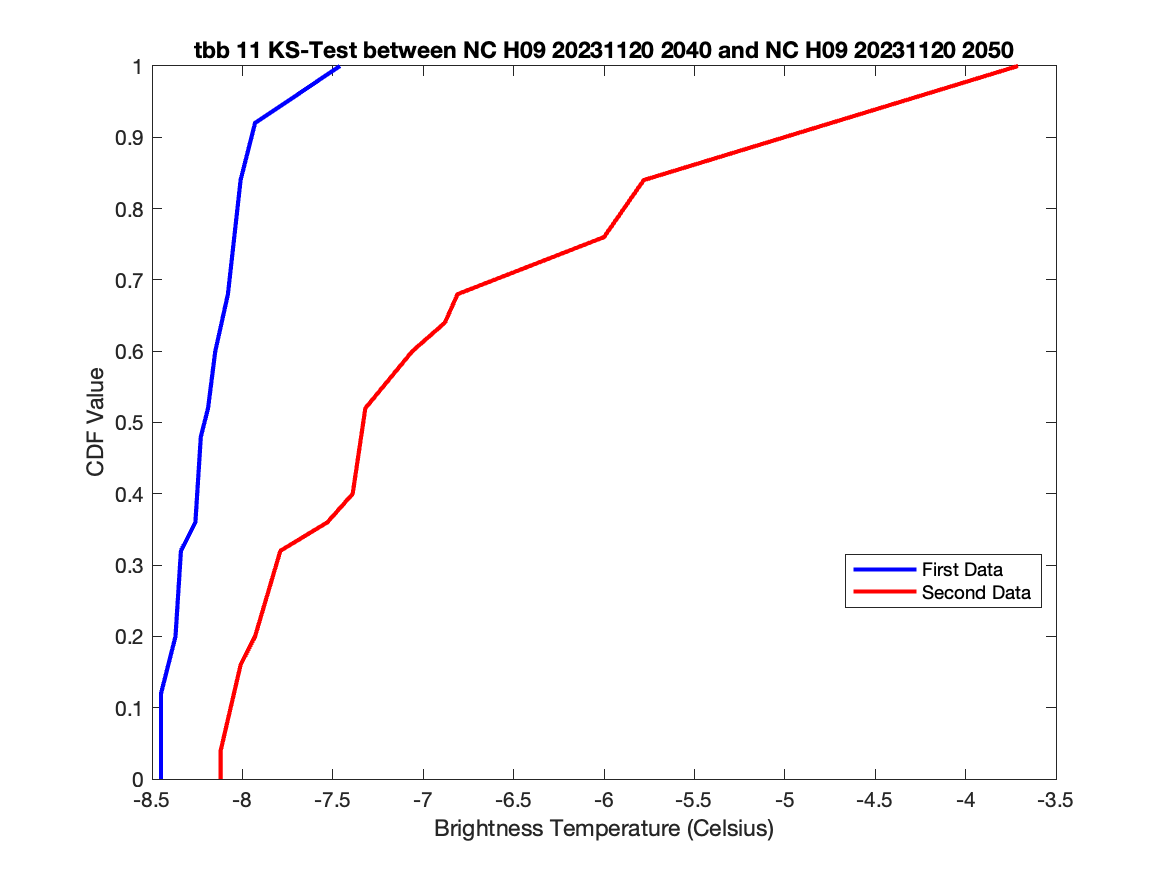 tbb 11 KS-Test between NC H09 20231120 2040 and NC H09 20231120 2050
1
0.9
0.8
0.7
0.6
0.5
0.4
0.3
0.2
0.1
0
CDF Value
First Data
Second Data
-8.5 -8 -7.5 -7 -6.5 -6 -5.5 -5 -4.5 -4 -3.5
Brightness Temperature (Celsius)